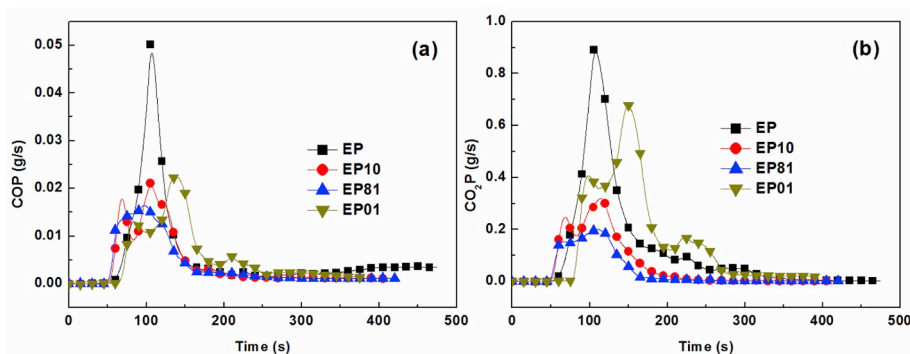 (a)
COP (g/s)
0.05
0.04
0.03
0.02
0.01
0.00
EP
EP10
EP81
EP01
0 100 200 300 400 500
Time (s)
(b)
CO₂P (g/s)
1.0
0.8
0.6
0.4
0.2
0.0
EP
EP10
EP81
EP01
0 100 200 300 400 500
Time (s)